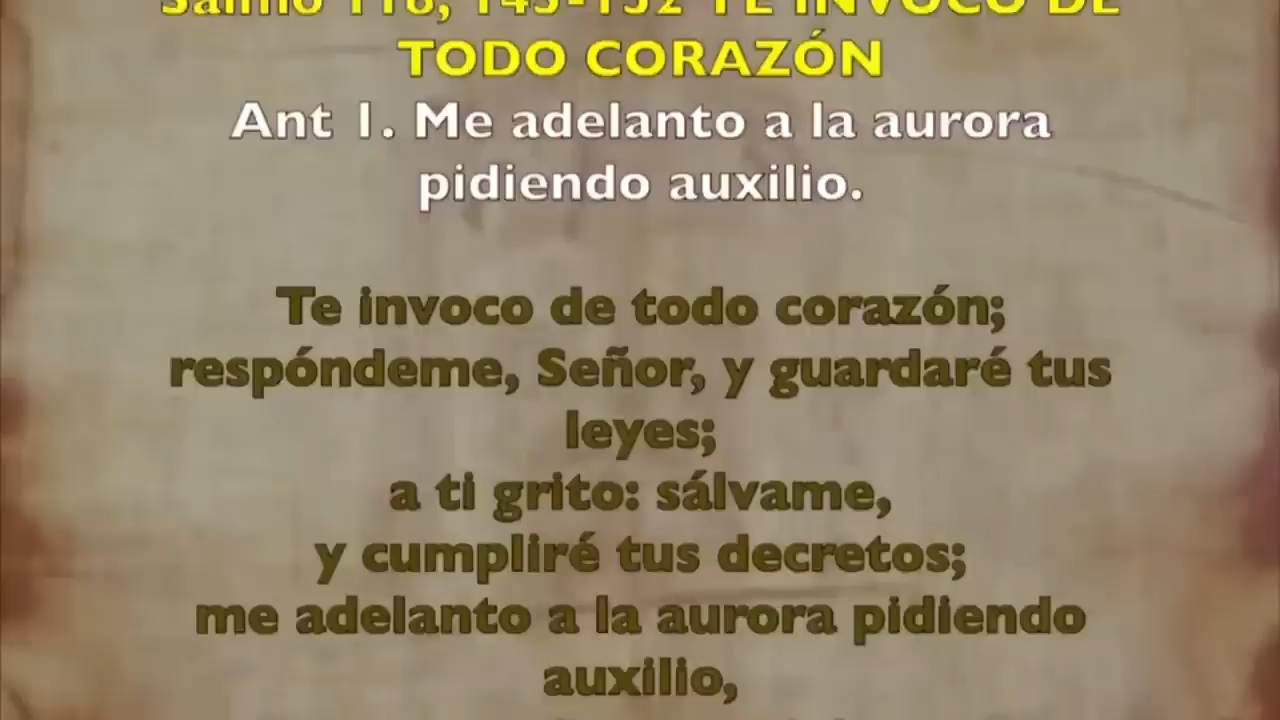 Salmo 118, 145-152 TE INVOCO DE
TODO CORAZÓN
Ant 1. Me adelanto a la aurora
pidiendo auxilio.
Te invoco de todo corazón;
respóndeme, Señor, y guardaré tus
leyes;
a ti grito: sálvame,
y cumpliré tus decretos;
me adelanto a la aurora pidiendo
auxilio,